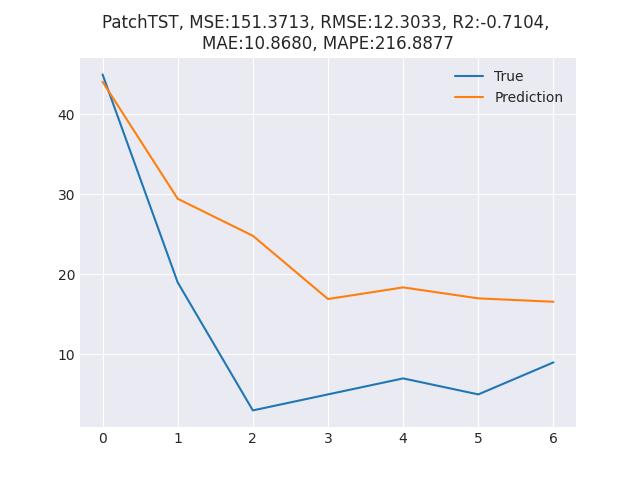 PatchTST, MSE:151.3713, RMSE:12.3033, R2:-0.7104,
MAE:10.8680, MAPE:216.8877
True
Prediction
40
30
20
10
0 1 2 3 4 5 6